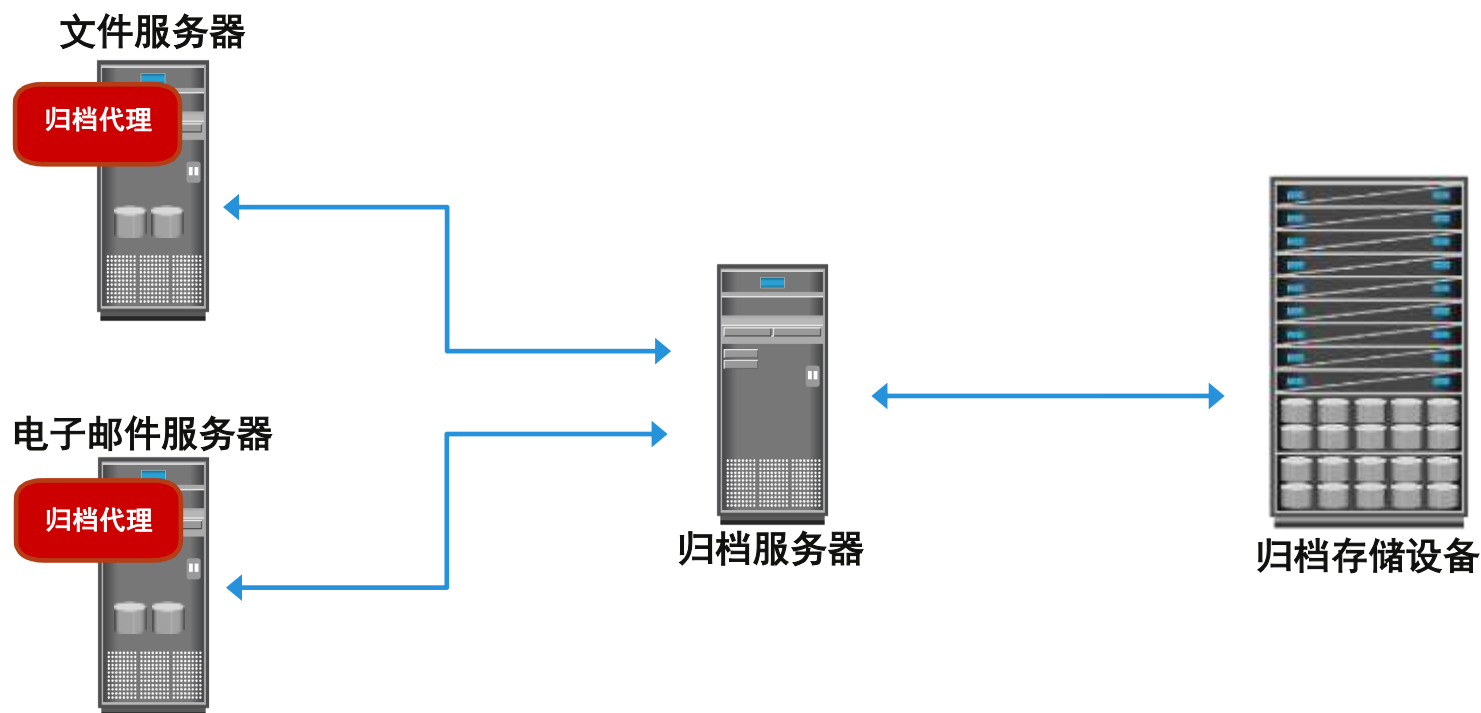 文件服务器
归档代理
电子邮件服务器
归档代理
归档服务器
归档存储设备